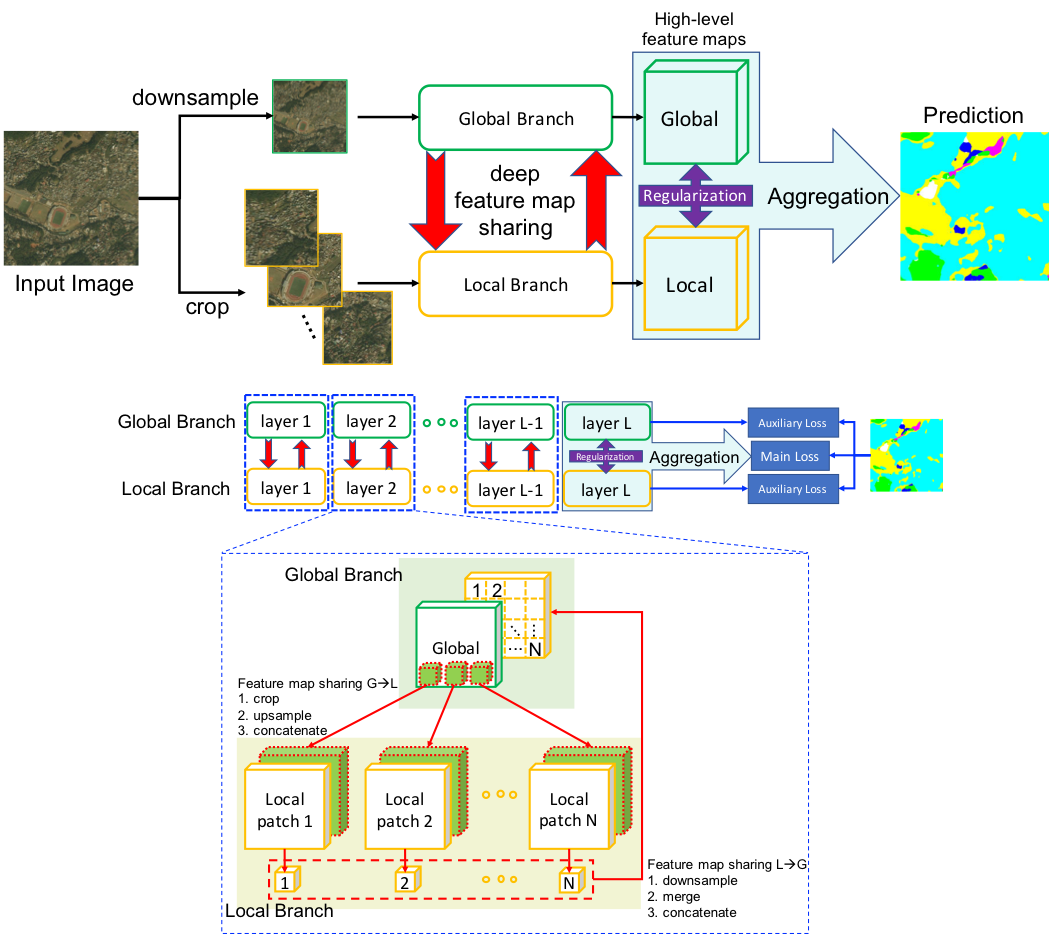 High-level
feature maps
downsample
Global Branch
Global
Prediction
deep
feature map
sharing
Regularization
Aggregation
Input Image
crop
Local Branch
Local
Global Branch
layer 1
layer 2
layer L-1
layer L
Auxiliary Loss
Regularization
Aggregation
Main Loss
Local Branch
layer 1
layer 2
layer L-1
layer L
Auxiliary Loss
Global Branch
1 2
Global
... N
Feature map sharing G→L
1. crop
2. upsample
3. concatenate
Local
patch 1
Local
patch 2
Local
patch N
1
2
N
Local Branch
Feature map sharing L→G
1. downsample
2. merge
3. concatenate